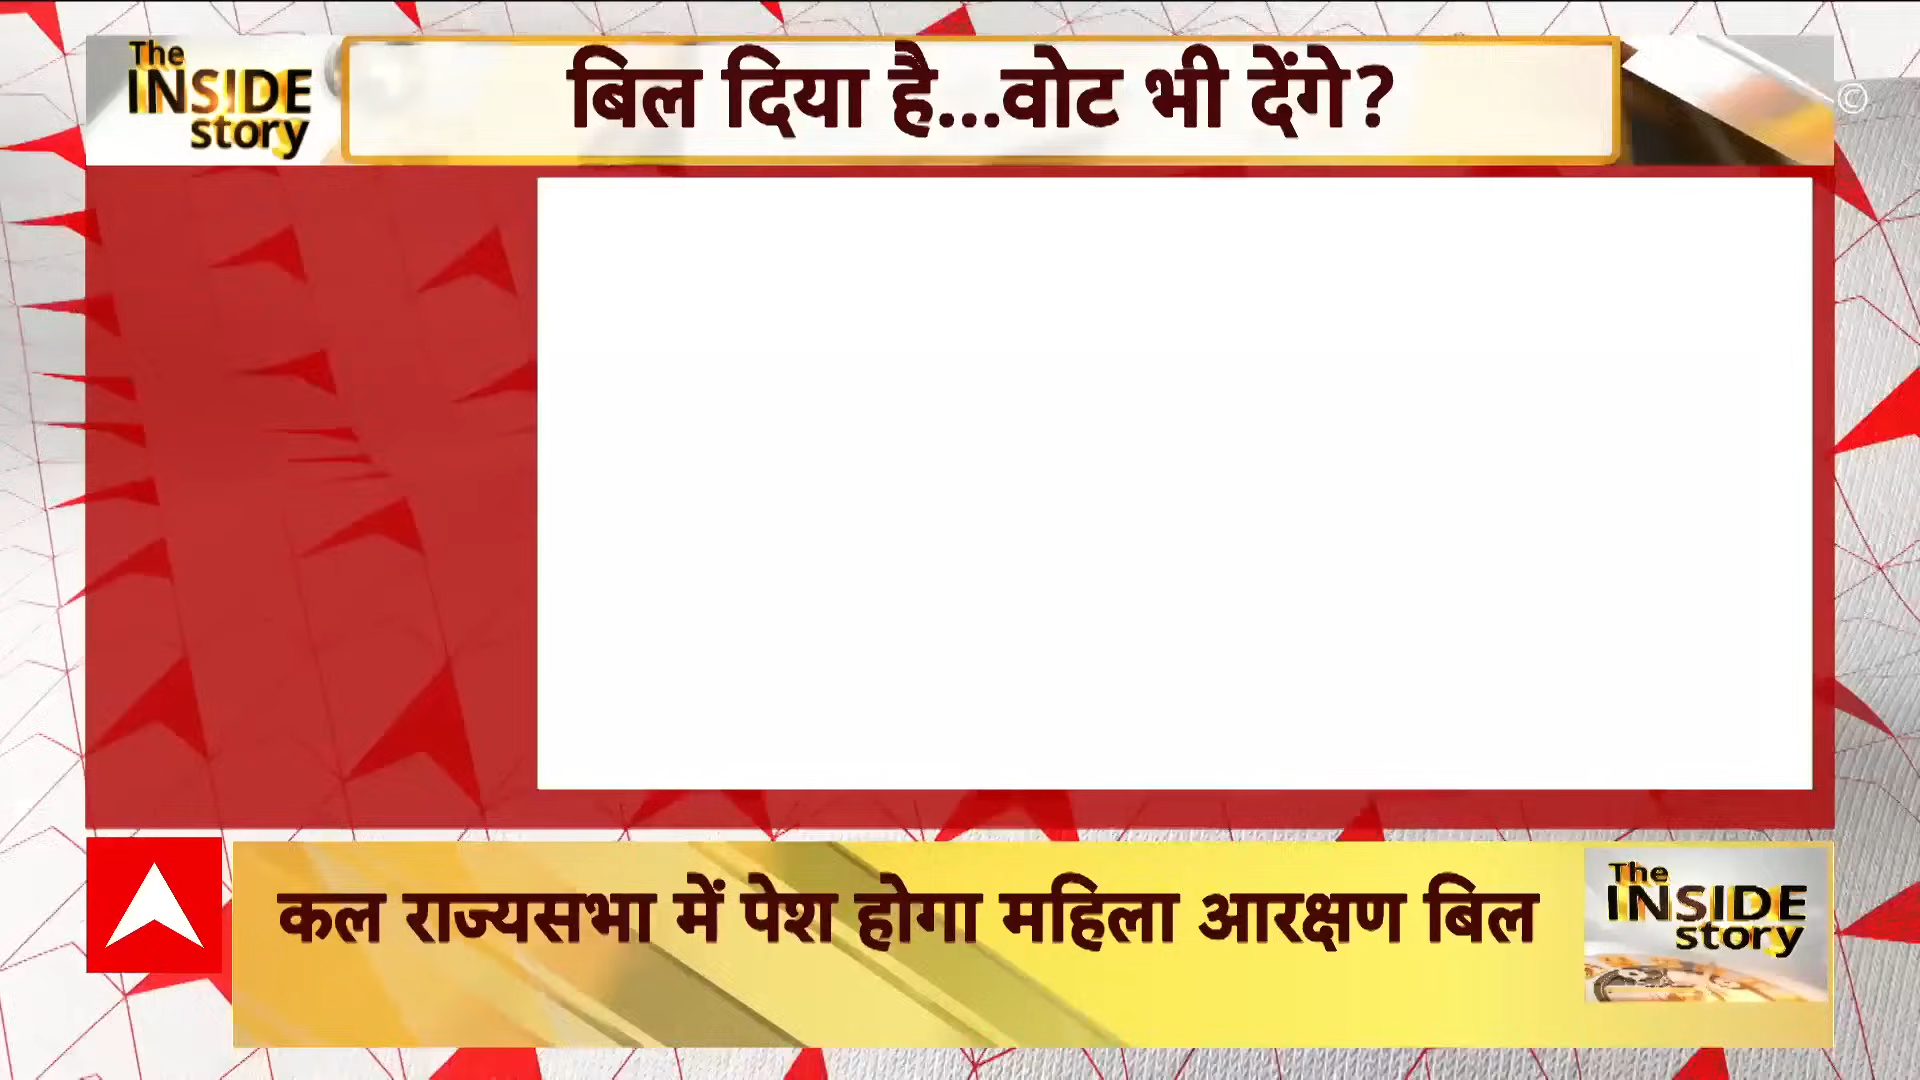 The
INSIDE
story
बिल दिया है...वोट भी देंगे?
©
कल राज्यसभा में पेश होगा महिला आरक्षण बिल
The
INSIDE
story